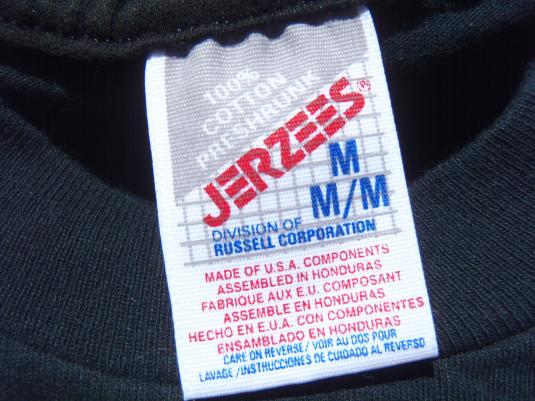 100%
COTTON
PRESHRUNK
JERZEES®
M
M/M
DIVISION OF
RUSSELL CORPORATION
MADE OF U.S.A. COMPONENTS
ASSEMBLED IN HONDURAS
FABRIQUE AUX E.U. COMPOSANT
ASSEMBLE EN HONDURAS
HECHO EN E.U.A. CON COMPONENTES
ENSAMBLADO EN HONDURAS
CARE ON REVERSE/VOIR AU DOS POUR
LAVAGE/INSTRUCCIONES DE CUIDADO AL REVERSO